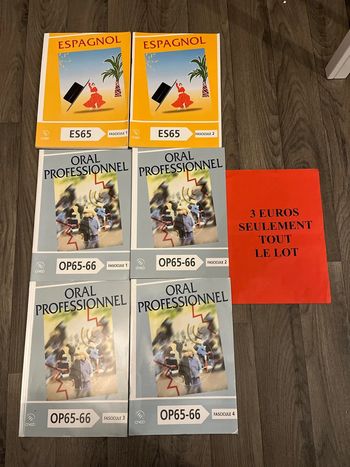 ESPAGNOL
ES65
FASCICULE 1
ESPAGNOL
ES65
FASCICULE 2
ORAL
PROFESSIONNEL
OP65-66
FASCICULE 1
ORAL
PROFESSIONNEL
OP65-66
FASCICULE 2
3 EUROS
SEULEMENT
TOUT
LE LOT
ORAL
PROFESSIONNEL
OP65-66
FASCICULE 3
ORAL
PROFESSIONNEL
OP65-66
FASCICULE 4